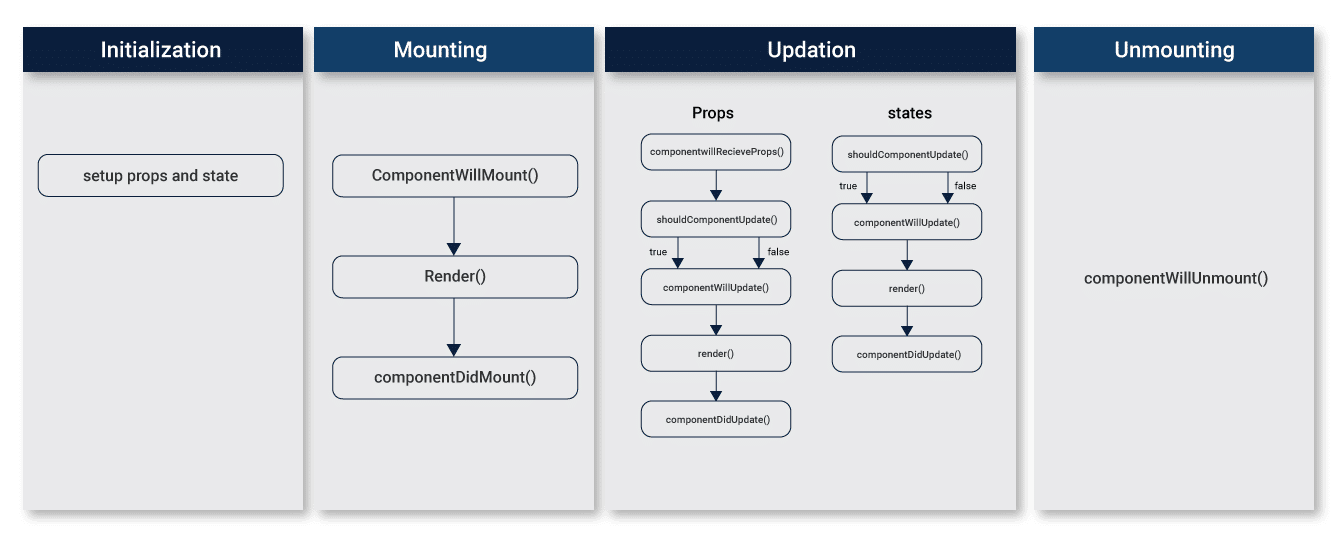 Initialization
setup props and state
Mounting
ComponentWillMount()
Render()
componentDidMount()
Updation
Props
componentwillRecieveProps()
shouldComponentUpdate()
true
false
componentWillUpdate()
render()
componentDidUpdate()
states
shouldComponentUpdate()
true
false
componentWillUpdate()
render()
componentDidUpdate()
Unmounting
componentWillUnmount()